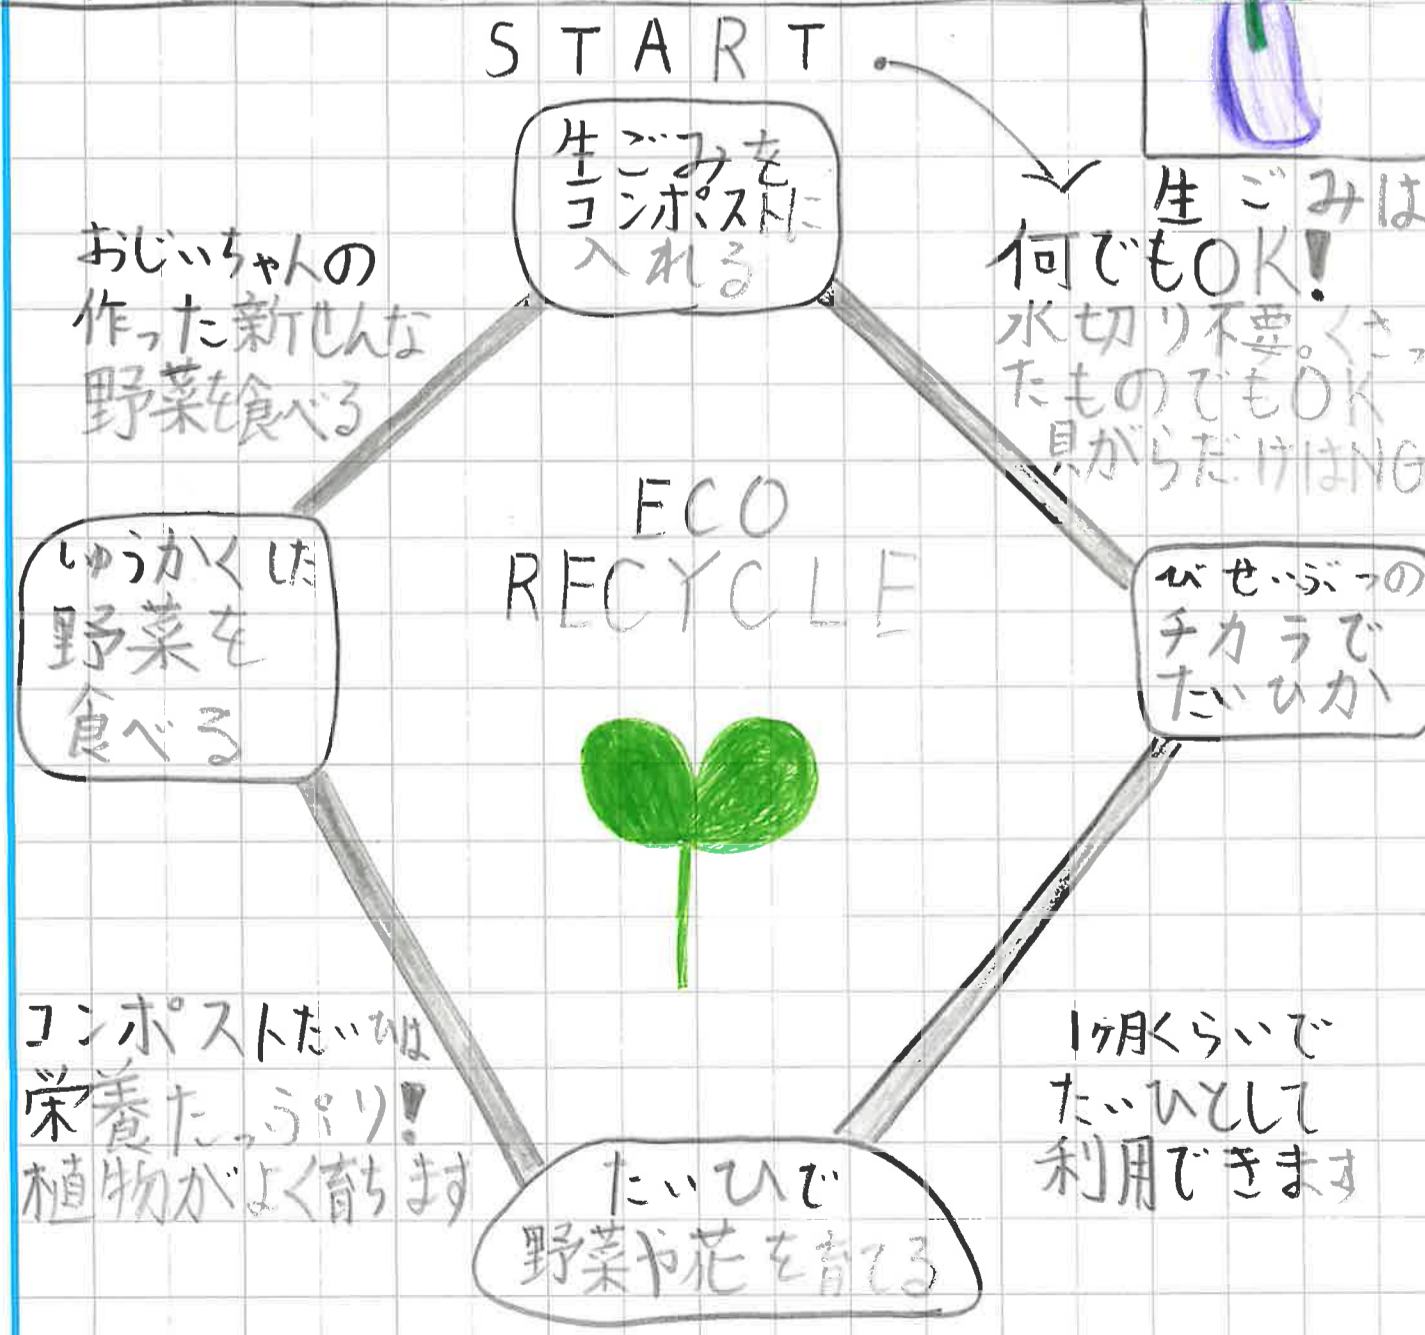 START
生ごみを
コンポストに
入れる
生ごみは
何でもOK!
水切り不要。くさっ
たものでもOK
貝がらだけはNG
おじいちゃんの
作った新せんな
野菜を食べる
ECO
RECYCLE
びせいぶつの
チカラで
たいひか
しゅうかくした
野菜を
食べる
1ヶ月くらいで
たいひとして
利用できます
コンポストたいひは
栄養たっぷり!
植物がよく育ちます
たいひで
野菜や花を育てる